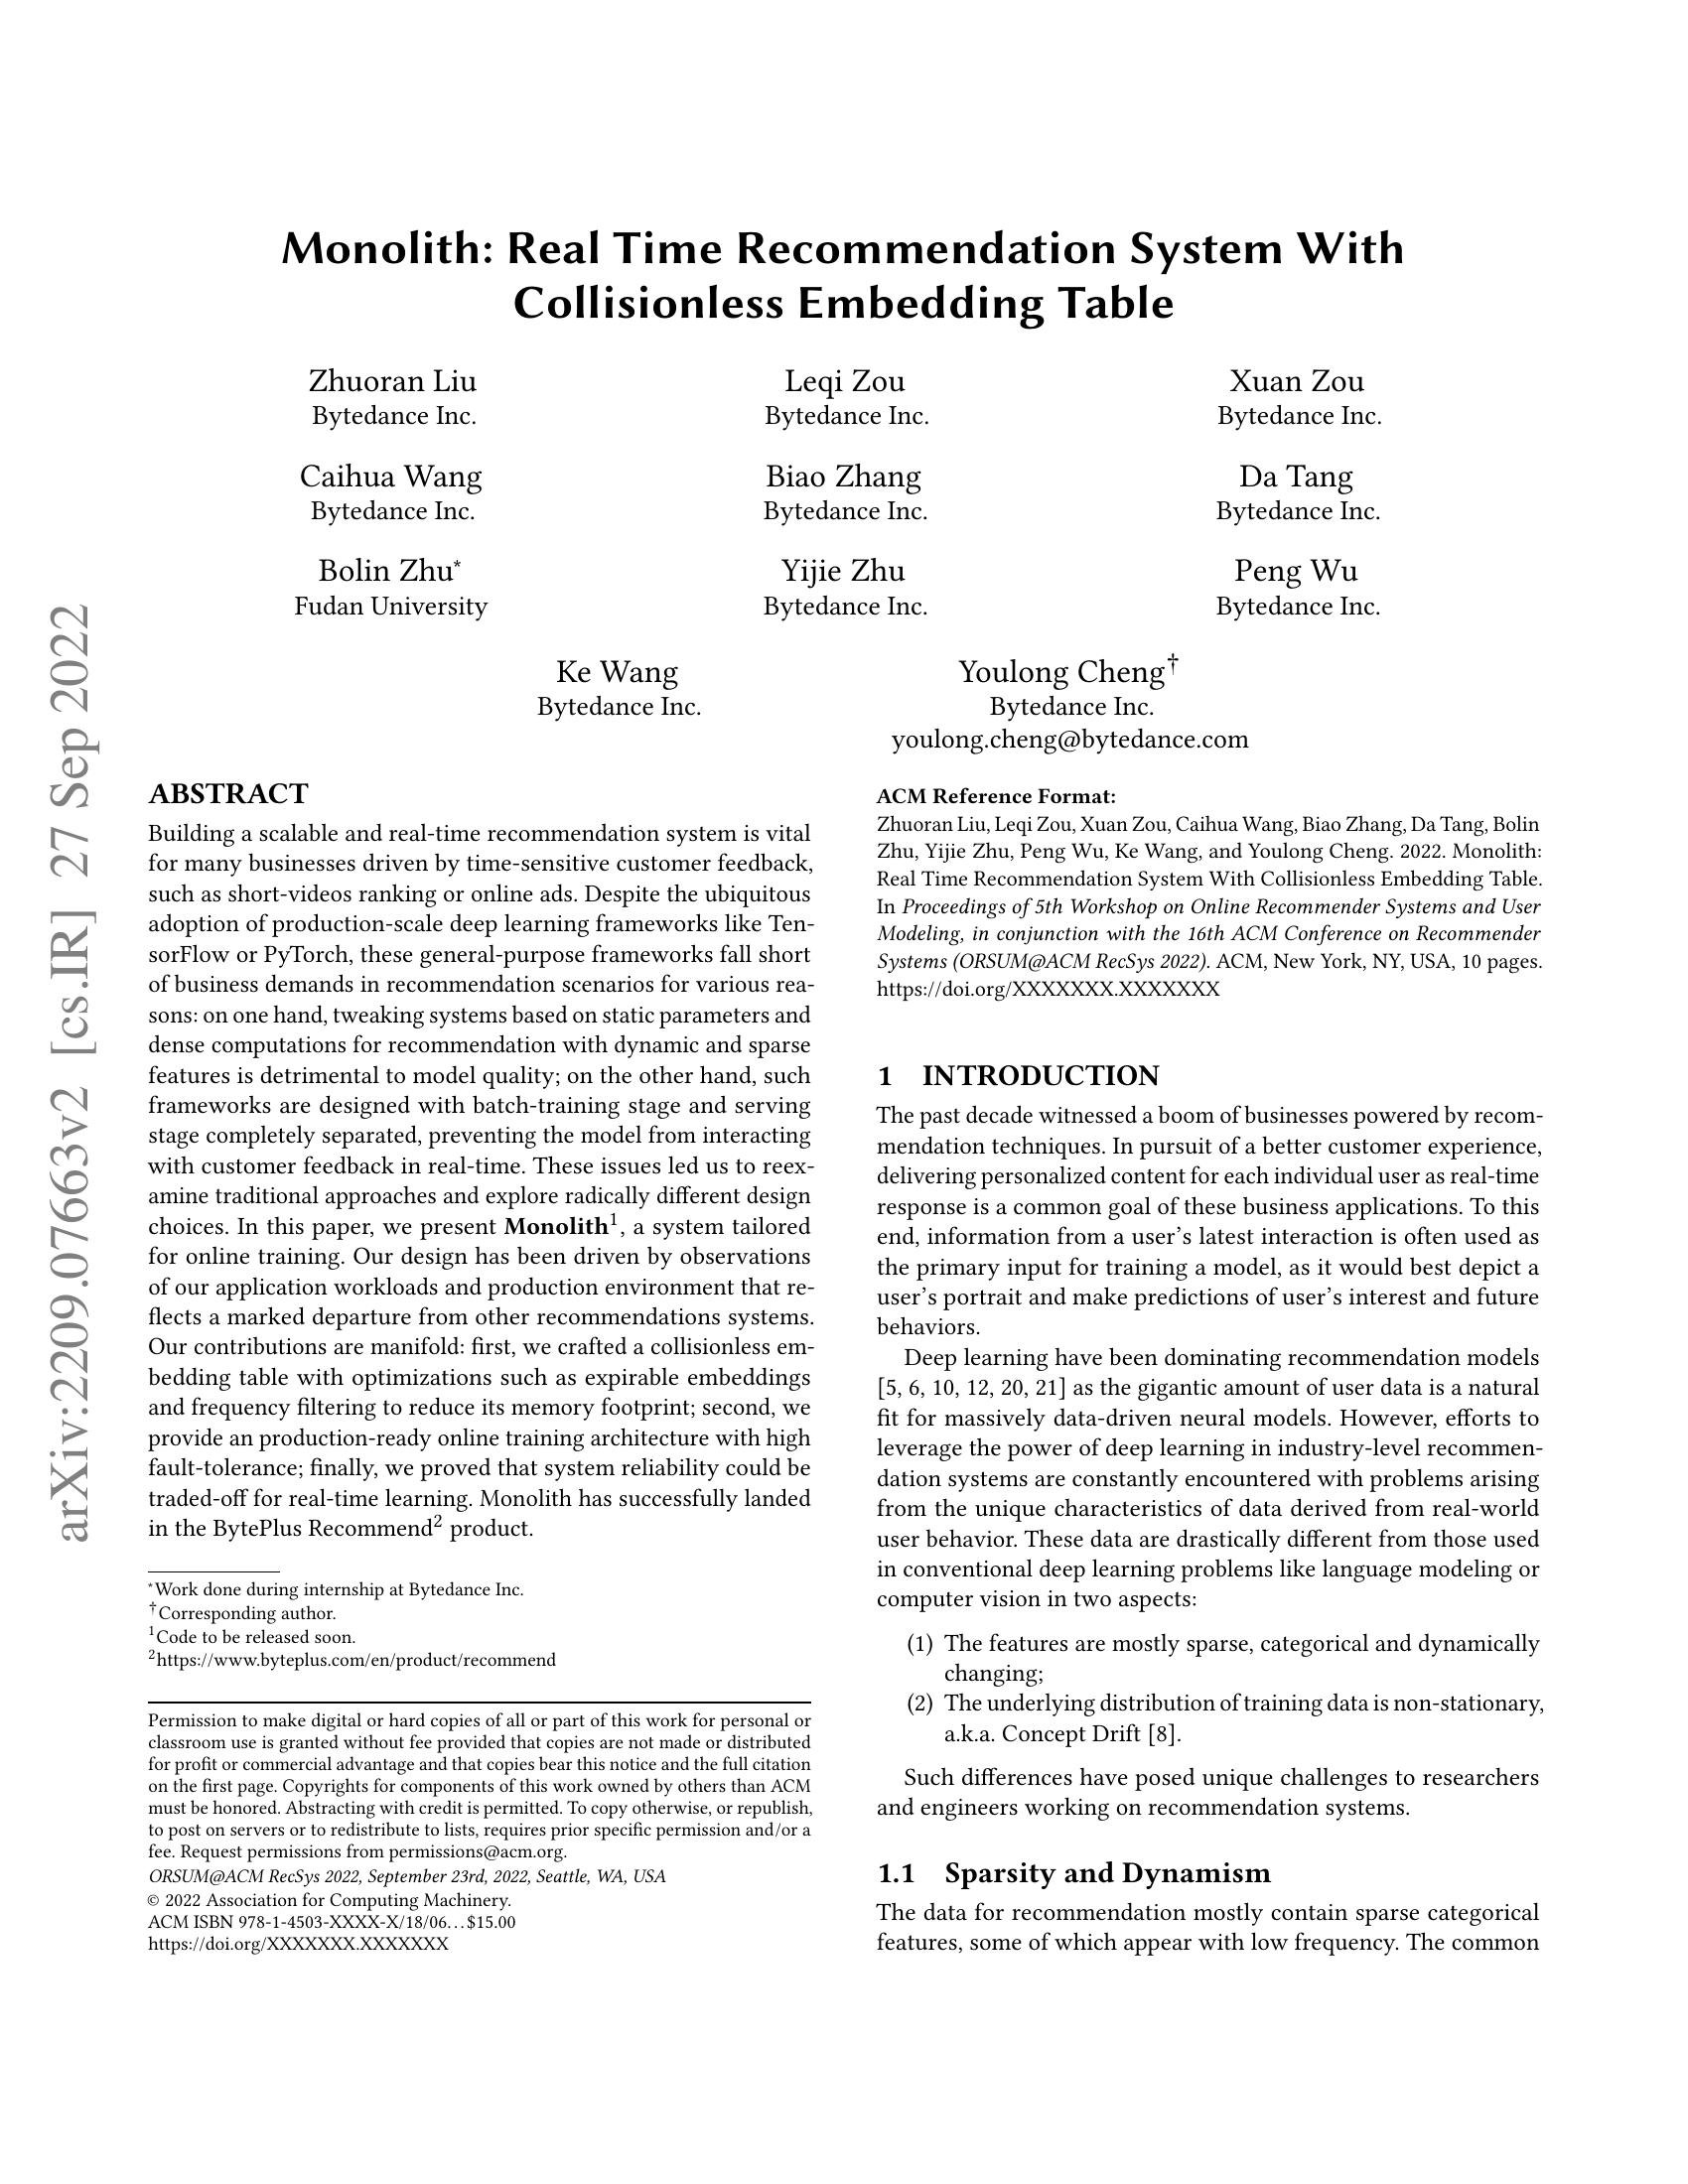 Monolith: Real Time Recommendation System With
Collisionless Embedding Table
Zhuoran Liu
Bytedance Inc.
Leqi Zou
Bytedance Inc.
Xuan Zou
Bytedance Inc.
Caihua Wang
Bytedance Inc.
Biao Zhang
Bytedance Inc.
Da Tang
Bytedance Inc.
Bolin Zhu*
Fudan University
Yijie Zhu
Bytedance Inc.
Peng Wu
Bytedance Inc.
Ke Wang
Bytedance Inc.
Youlong Cheng†
Bytedance Inc.
youlong.cheng@bytedance.com
arXiv:2209.07663v2 [cs.IR] 27 Sep 2022
ABSTRACT
Building a scalable and real-time recommendation system is vital
for many businesses driven by time-sensitive customer feedback,
such as short-videos ranking or online ads. Despite the ubiquitous
adoption of production-scale deep learning frameworks like Ten-
sorFlow or PyTorch, these general-purpose frameworks fall short
of business demands in recommendation scenarios for various rea-
sons: on one hand, tweaking systems based on static parameters and
dense computations for recommendation with dynamic and sparse
features is detrimental to model quality; on the other hand, such
frameworks are designed with batch-training stage and serving
stage completely separated, preventing the model from interacting
with customer feedback in real-time. These issues led us to reex-
amine traditional approaches and explore radically different design
choices. In this paper, we present Monolith1, a system tailored
for online training. Our design has been driven by observations
of our application workloads and production environment that re-
flects a marked departure from other recommendations systems.
Our contributions are manifold: first, we crafted a collisionless em-
bedding table with optimizations such as expirable embeddings
and frequency filtering to reduce its memory footprint; second, we
provide an production-ready online training architecture with high
fault-tolerance; finally, we proved that system reliability could be
traded-off for real-time learning. Monolith has successfully landed
in the BytePlus Recommend2 product.
*Work done during internship at Bytedance Inc.
†Corresponding author.
1Code to be released soon.
2https://www.byteplus.com/en/product/recommend
Permission to make digital or hard copies of all or part of this work for personal or
classroom use is granted without fee provided that copies are not made or distributed
for profit or commercial advantage and that copies bear this notice and the full citation
on the first page. Copyrights for components of this work owned by others than ACM
must be honored. Abstracting with credit is permitted. To copy otherwise, or republish,
to post on servers or to redistribute to lists, requires prior specific permission and/or a
fee. Request permissions from permissions@acm.org.
ORSUM@ACM RecSys 2022, September 23rd, 2022, Seattle, WA, USA
© 2022 Association for Computing Machinery.
ACM ISBN 978-1-4503-XXXX-X/18/06...$15.00
https://doi.org/XXXXXXX.XXXXXXX
ACM Reference Format:
Zhuoran Liu, Leqi Zou, Xuan Zou, Caihua Wang, Biao Zhang, Da Tang, Bolin
Zhu, Yijie Zhu, Peng Wu, Ke Wang, and Youlong Cheng. 2022. Monolith:
Real Time Recommendation System With Collisionless Embedding Table.
In Proceedings of 5th Workshop on Online Recommender Systems and User
Modeling, in conjunction with the 16th ACM Conference on Recommender
Systems (ORSUM@ACM RecSys 2022). ACM, New York, NY, USA, 10 pages.
https://doi.org/XXXXXXX.XXXXXXX
1 INTRODUCTION
The past decade witnessed a boom of businesses powered by recom-
mendation techniques. In pursuit of a better customer experience,
delivering personalized content for each individual user as real-time
response is a common goal of these business applications. To this
end, information from a user's latest interaction is often used as
the primary input for training a model, as it would best depict a
user's portrait and make predictions of user's interest and future
behaviors.
Deep learning have been dominating recommendation models
[5, 6, 10, 12, 20, 21] as the gigantic amount of user data is a natural
fit for massively data-driven neural models. However, efforts to
leverage the power of deep learning in industry-level recommen-
dation systems are constantly encountered with problems arising
from the unique characteristics of data derived from real-world
user behavior. These data are drastically different from those used
in conventional deep learning problems like language modeling or
computer vision in two aspects:
(1) The features are mostly sparse, categorical and dynamically
changing;
(2) The underlying distribution of training data is non-stationary,
a.k.a. Concept Drift [8].
Such differences have posed unique challenges to researchers
and engineers working on recommendation systems.
1.1 Sparsity and Dynamism
The data for recommendation mostly contain sparse categorical
features, some of which appear with low frequency. The common